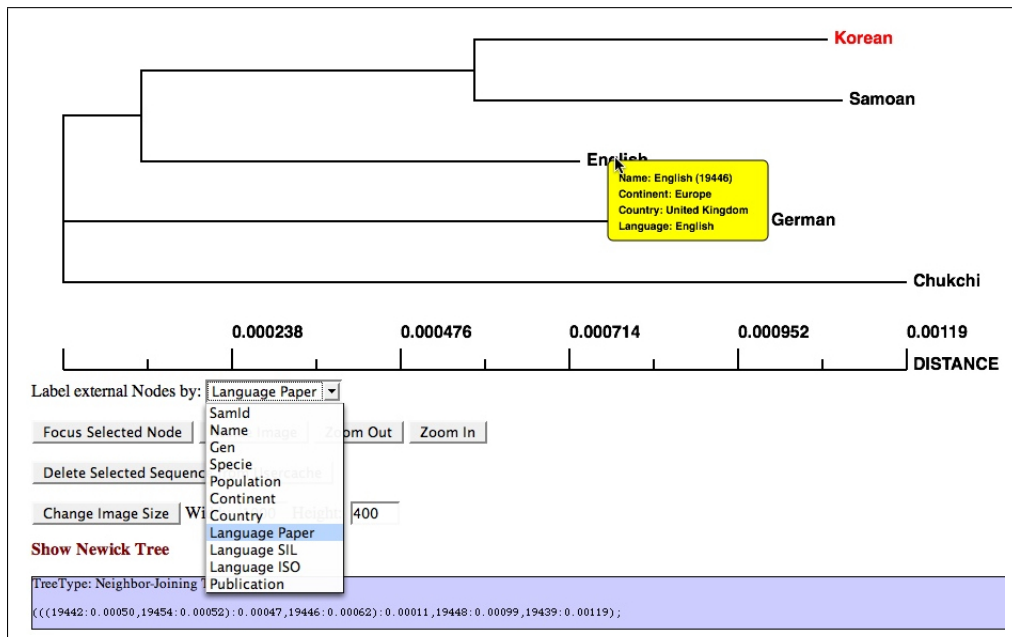 Korean
Samoan
English
Name: English (19446)
Continent: Europe
Country: United Kingdom
Language: English
German
Chukchi
0.000238 0.000476 0.000714 0.000952 0.00119
DISTANCE
Label external Nodes by: Language Paper
SamId
Focus Selected Node Name Image Zoom Out Zoom In
Gen
Specie
Delete Selected Sequenc Population
Continent
Change Image Size Wi Country Height: 400
Language Paper
Show Newick Tree Language SIL
Language ISO
TreeType: Neighbor-Joining T Publication
(((19442:0.00050,19454:0.00052):0.00047,19446:0.00062):0.00011,19448:0.00099,19439:0.00119);